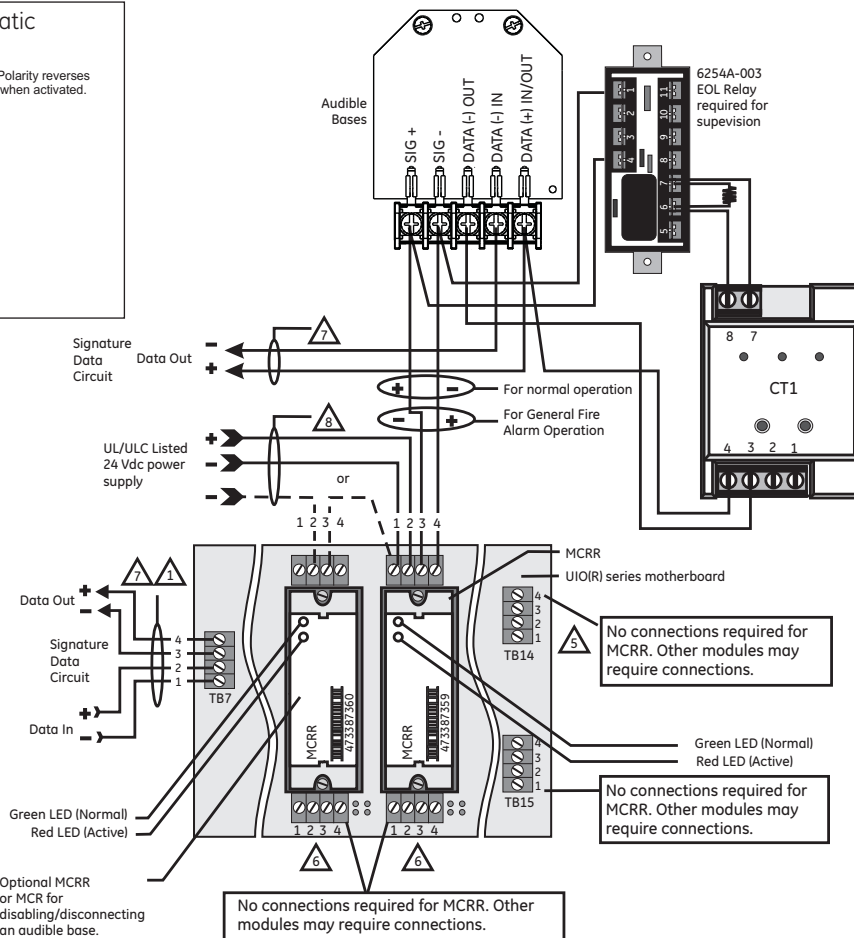 atic
Polarity reverses
when activated.
Audible
Bases
SIG +
SIG -
DATA (-) OUT
DATA (-) IN
DATA (+) IN/OUT
6254A-003
EOL Relay
required for
supevision
1
2
3
4
11
10
9
8
7
6
5
8 7
CT1
4 3 2 1
Signature
Data
Circuit
Data Out
-
+
7
+ -
For normal operation
- +
For General Fire
Alarm Operation
8
UL/ULC Listed
24 Vdc power
supply
+
-
-
or
1 2 3 4
1 2 3 4
MCRR
UIO(R) series motherboard
7 1
Data Out
+
-
Signature
Data
Circuit
4
3
2
1
TB7
Data In
+
-
MCRR
473387360
MCRR
473387359
4
3
2
1
TB14
5
No connections required for
MCRR. Other modules may
require connections.
4
3
2
1
TB15
Green LED (Normal)
Red LED (Active)
No connections required for
MCRR. Other modules may
require connections.
Green LED (Normal)
Red LED (Active)
1 2 3 4
1 2 3 4
6
6
Optional MCRR
or MCR for
disabling/disconnecting
an audible base.
No connections required for MCRR. Other
modules may require connections.